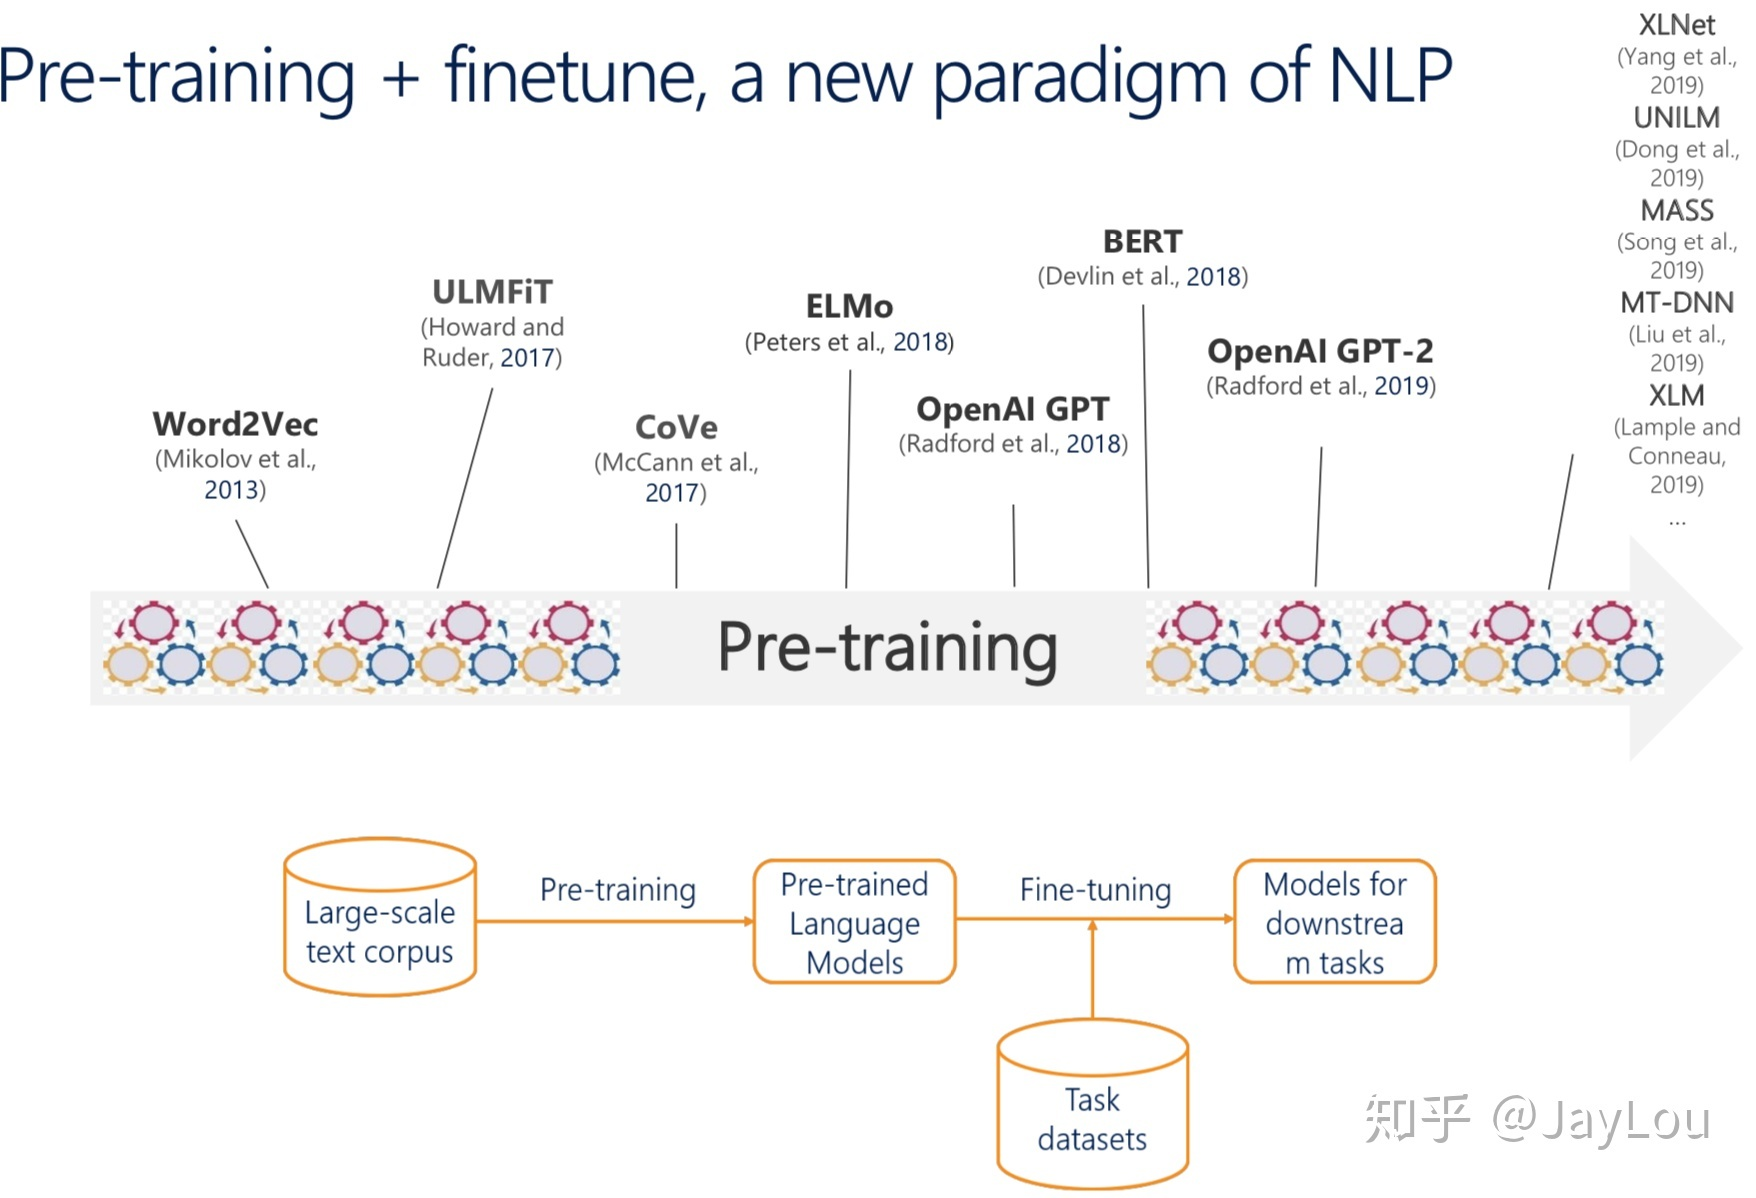 Pre-training + finetune, a new paradigm of NLP
XLNet
(Yang et al.,
2019)
UNILM
(Dong et al.,
2019)
MASS
(Song et al.,
2019)
MT-DNN
(Liu et al.,
2019)
XLM
(Lample and
Conneau,
2019)
...
Word2Vec
(Mikolov et al.,
2013)
ULMFiT
(Howard and
Ruder, 2017)
CoVe
(McCann et al.,
2017)
ELMo
(Peters et al., 2018)
OpenAI GPT
(Radford et al., 2018)
BERT
(Devlin et al., 2018)
OpenAI GPT-2
(Radford et al., 2019)
Pre-training
Large-scale
text corpus
Pre-training
Pre-trained
Language
Models
Fine-tuning
Models for
downstrea
m tasks
Task
datasets
知乎 @JayLou